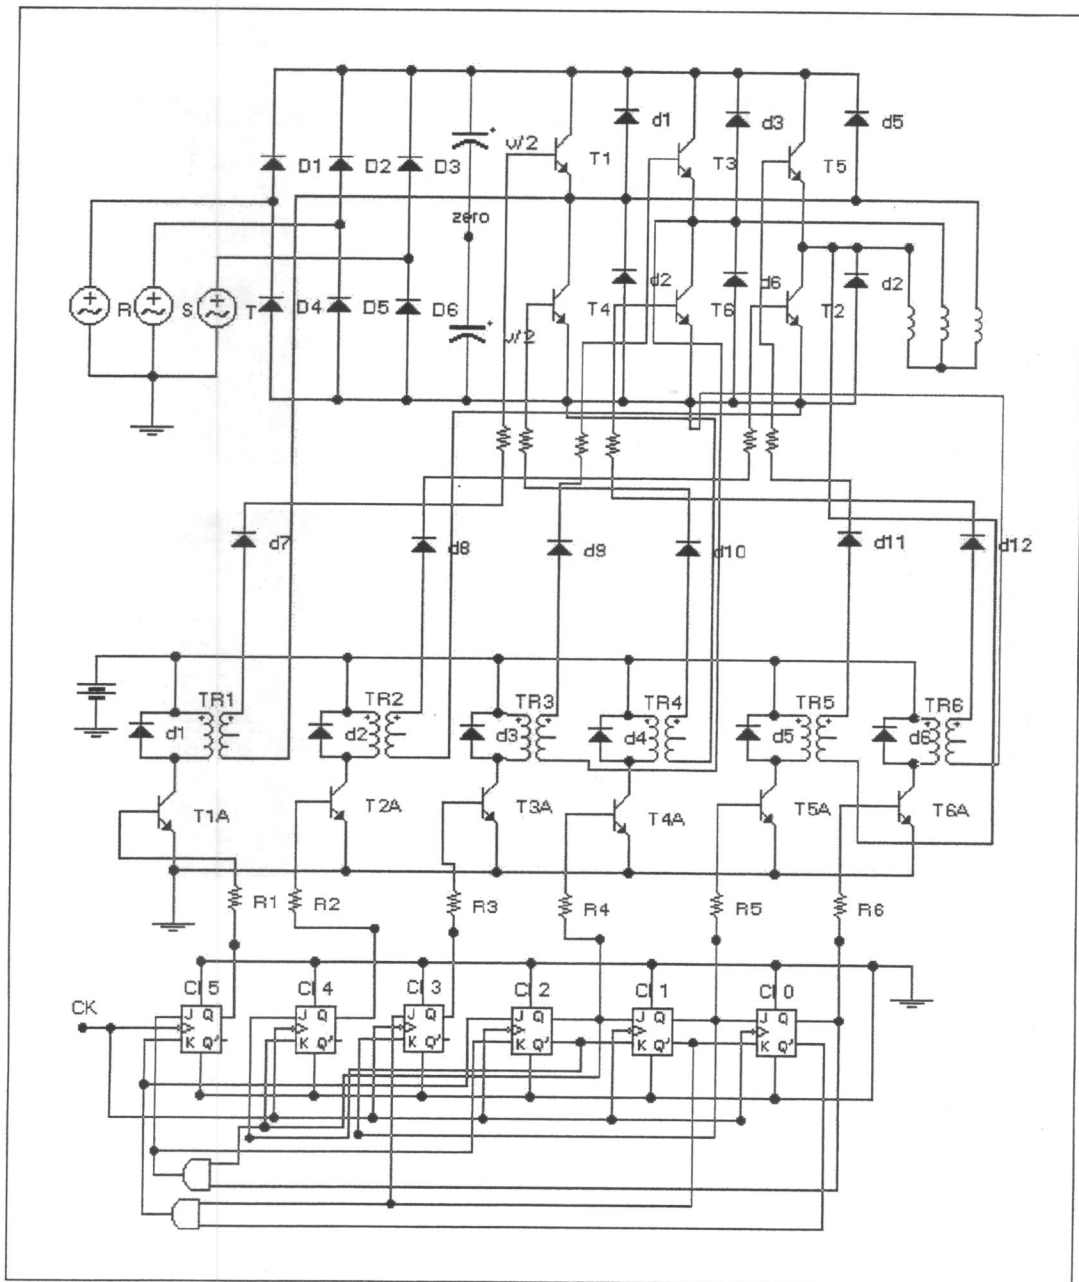 d1 d3 d5
v/2
D1 D2 D3 T1 T3 T5
zero
R S T D4 D5 D6 v/2 T4 d2 T6 d6 T2 d2
d7 d8 d9 d10 d11 d12
TR1 TR2 TR3 TR4 TR5 TR6
d1 d2 d3 d4 d5 d6
T1A T2A T3A T4A T5A T6A
R1 R2 R3 R4 R5 R6
CI 5 CI 4 CI 3 CI 2 CI 1 CI 0
CK
J Q J Q J Q J Q J Q J Q
K Q' K Q' K Q' K Q' K Q' K Q'